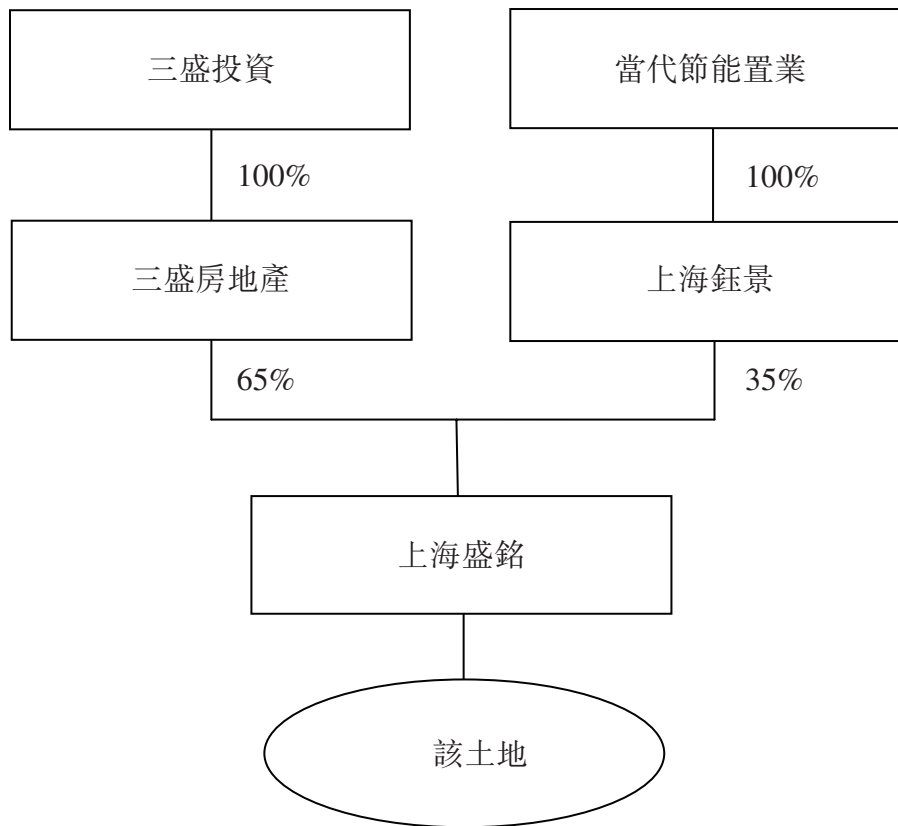 三盛投資
當代節能置業
100%
100%
三盛房地產
上海鈺景
65%
35%
上海盛銘
該土地